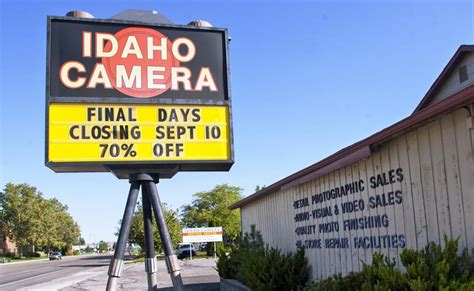 IDAHO
CAMERA
FINAL DAYS
CLOSING SEPT 10
70% OFF
RETAIL PHOTOGRAPHIC SALES
AUDIO-VISUAL & VIDEO SALES
QUALITY PHOTO FINISHING
IN-STORE REPAIR FACILITIES